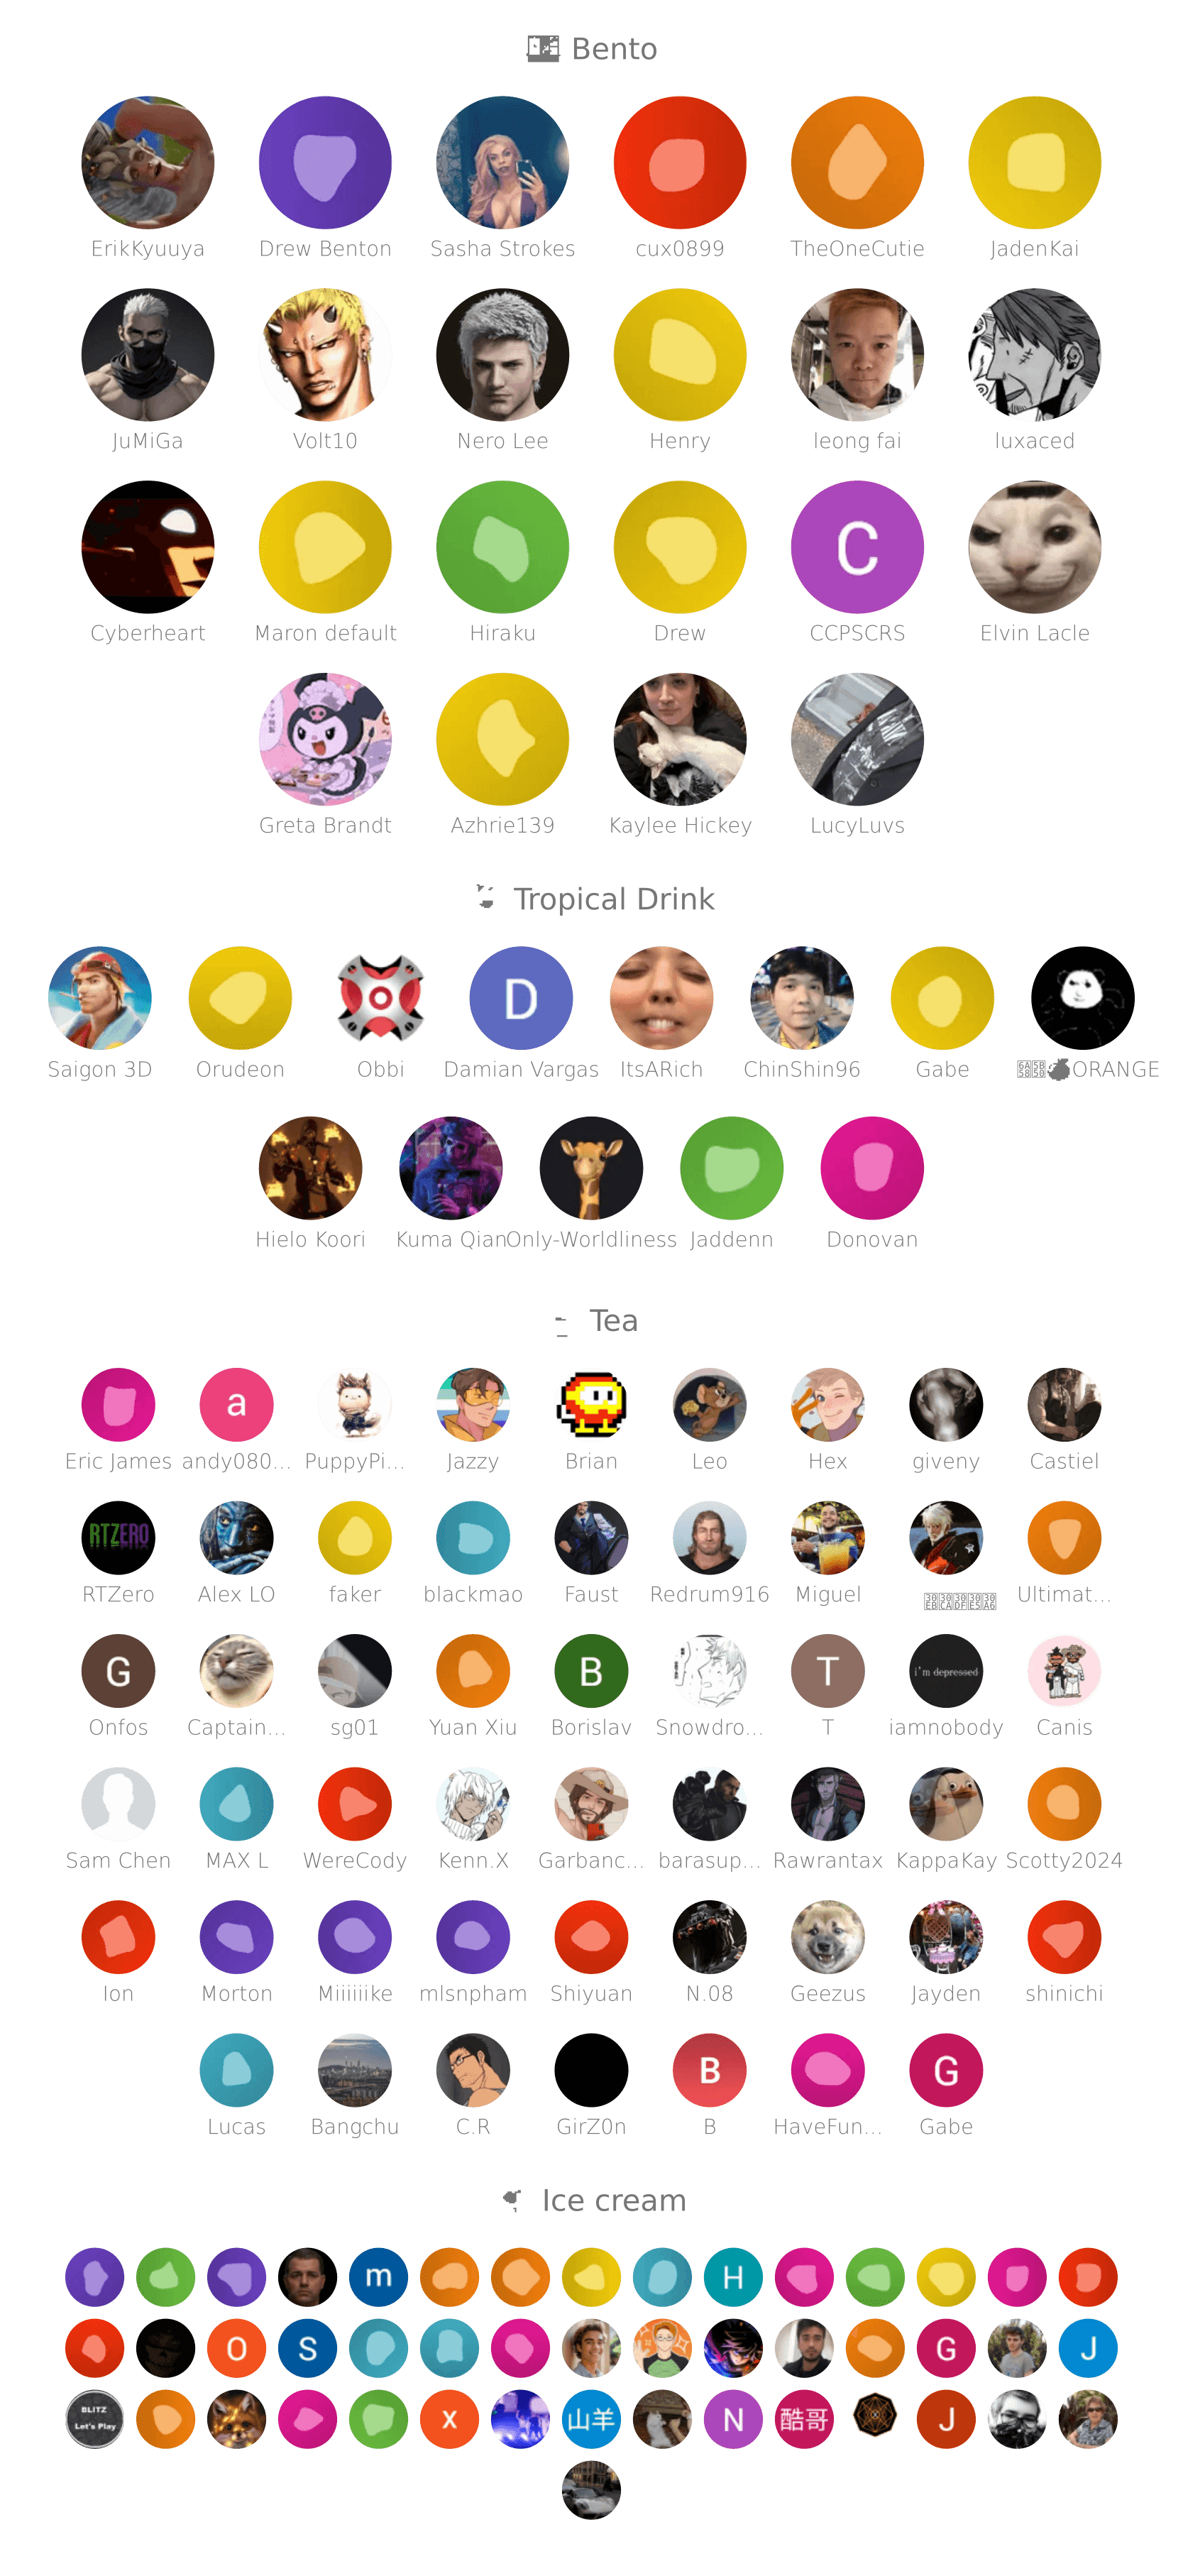 Bento
ErikKyuuya Drew Benton Sasha Strokes cux0899 TheOneCutie JadenKai
JuMiGa Volt10 Nero Lee Henry leong fai luxaced
C
Cyberheart Maron default Hiraku Drew CCPSCRS Elvin Lacle
Greta Brandt Azhrie139 Kaylee Hickey LucyLuvs
Tropical Drink
D
Saigon 3D Orudeon Obbi Damian Vargas ItsARich ChinShin96 Gabe ORANGE
Hielo Koori Kuma Qian Only-Worldliness Jaddenn Donovan
Tea
a
Eric James andy080... PuppyPi... Jazzy Brian Leo Hex giveny Castiel
RTZERO
RTZero Alex LO faker blackmao Faust Redrum916 Miguel Ultimat...
G B T i'm depressed
Onfos Captain... sg01 Yuan Xiu Borislav Snowdro... T iamnobody Canis
Sam Chen MAX L WereCody Kenn.X Garbanc... barasup... Rawrantax KappaKay Scotty2024
Ion Morton Miiiiiike mlsnpham Shiyuan N.08 Geezus Jayden shinichi
B G
Lucas Bangchu C.R GirZ0n B HaveFun... Gabe
Ice cream
m H
O S G J
BLITZ
Let's Play
x 山羊 N 酷哥 J